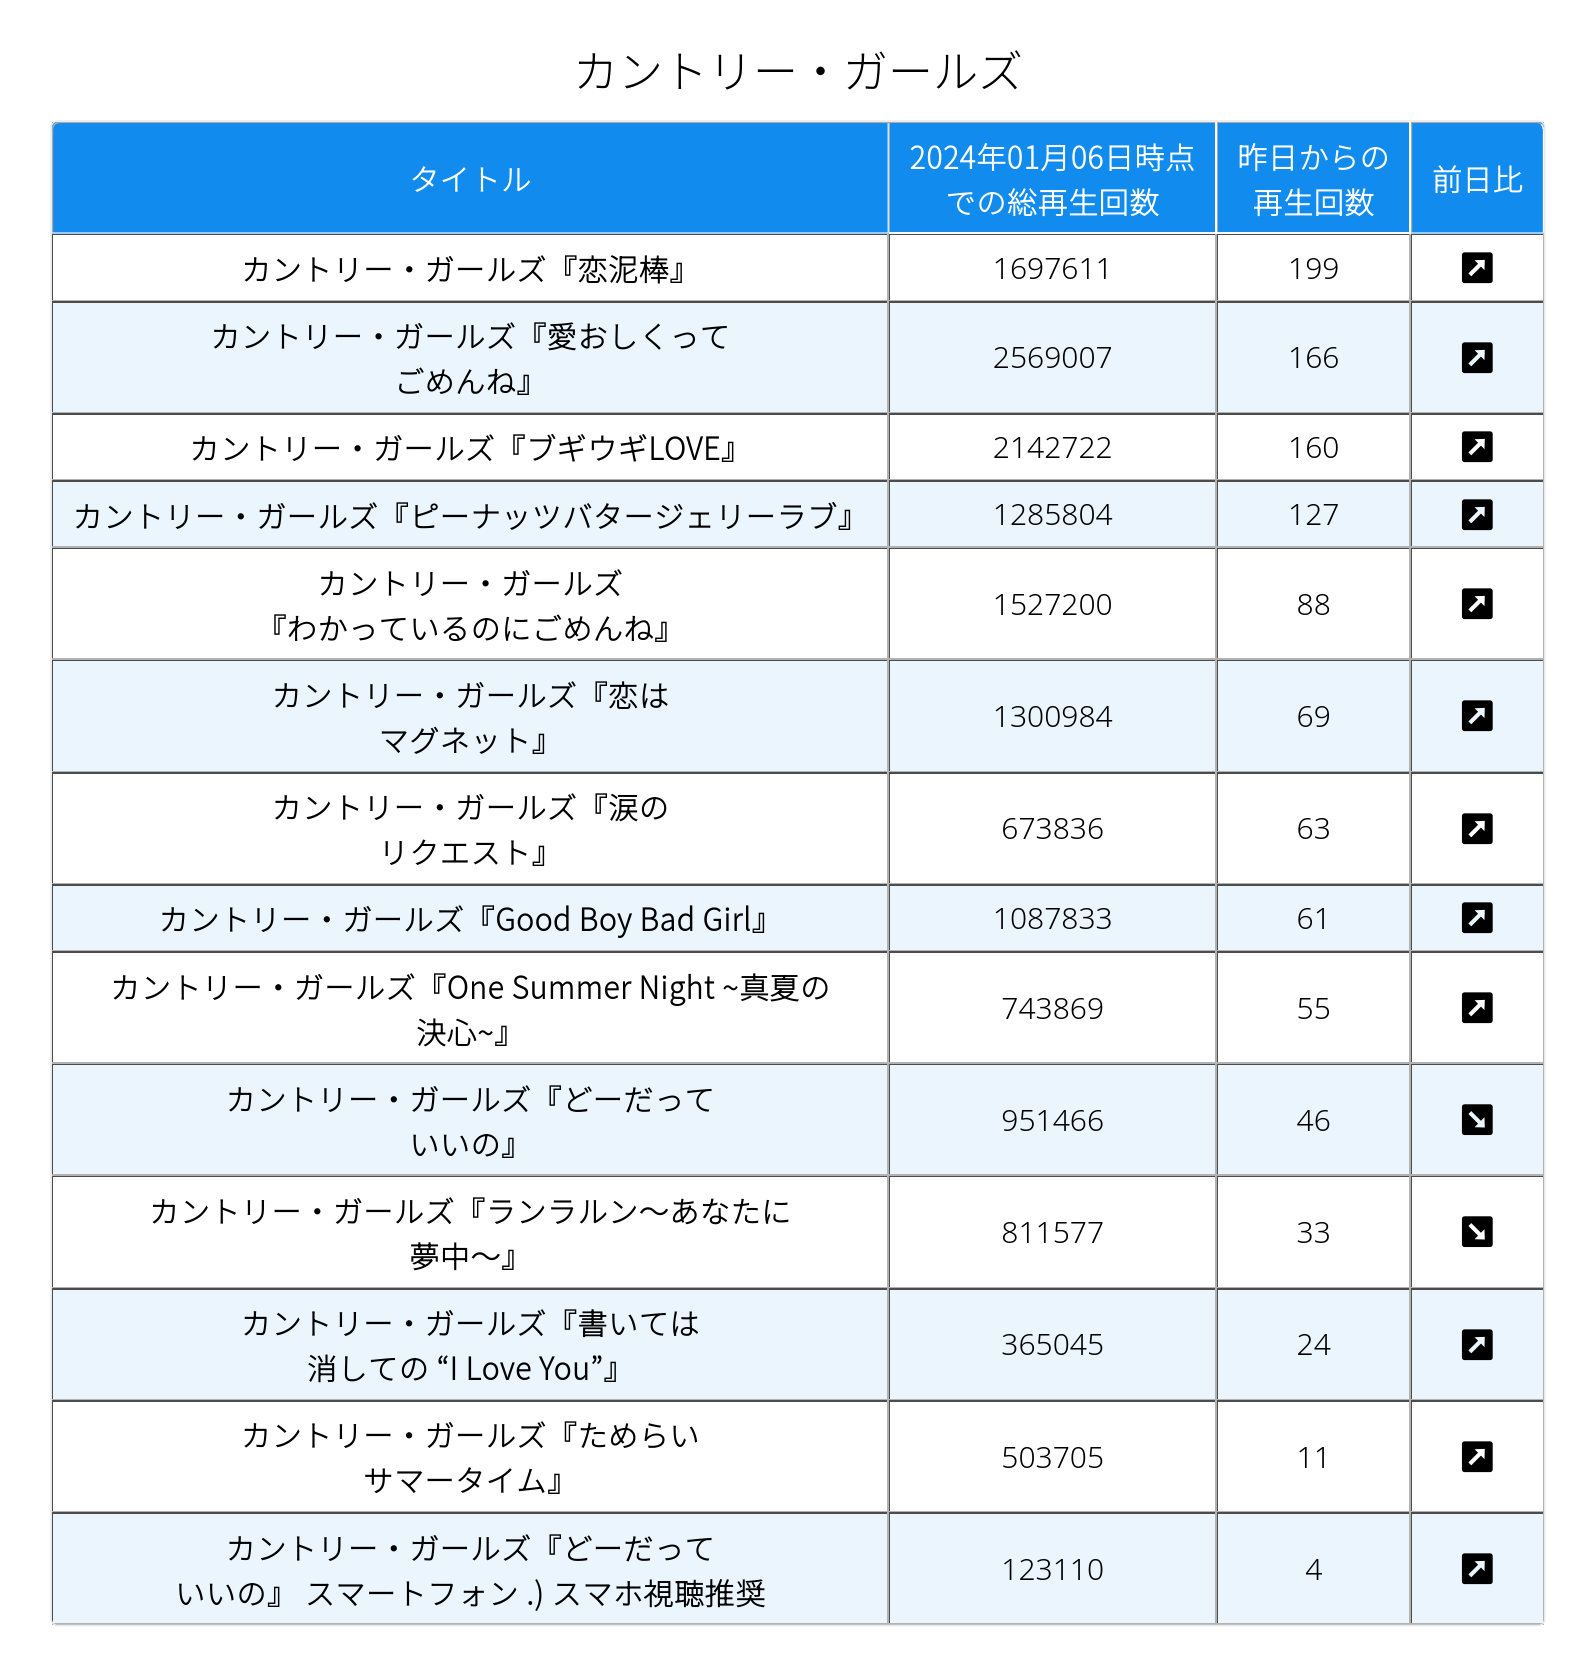 カントリー・ガールズ
タイトル
2024年01月06日時点
での総再生回数
昨日からの
再生回数
前日比
カントリー・ガールズ『恋泥棒』
1697611
199
カントリー・ガールズ『愛おしくって
ごめんね』
2569007
166
カントリー・ガールズ『ブギウギLOVE』
2142722
160
カントリー・ガールズ『ピーナッツバタージェリーラブ』
1285804
127
カントリー・ガールズ
『わかっているのにごめんね』
1527200
88
カントリー・ガールズ『恋は
マグネット』
1300984
69
カントリー・ガールズ『涙の
リクエスト』
673836
63
カントリー・ガールズ『Good Boy Bad Girl』
1087833
61
カントリー・ガールズ『One Summer Night ~真夏の
決心~』
743869
55
カントリー・ガールズ『どーだって
いいの』
951466
46
カントリー・ガールズ『ランラルン〜あなたに
夢中〜』
811577
33
カントリー・ガールズ『書いては
消しての “I Love You”』
365045
24
カントリー・ガールズ『ためらい
サマータイム』
503705
11
カントリー・ガールズ『どーだって
いいの』 スマートフォン .) スマホ視聴推奨
123110
4